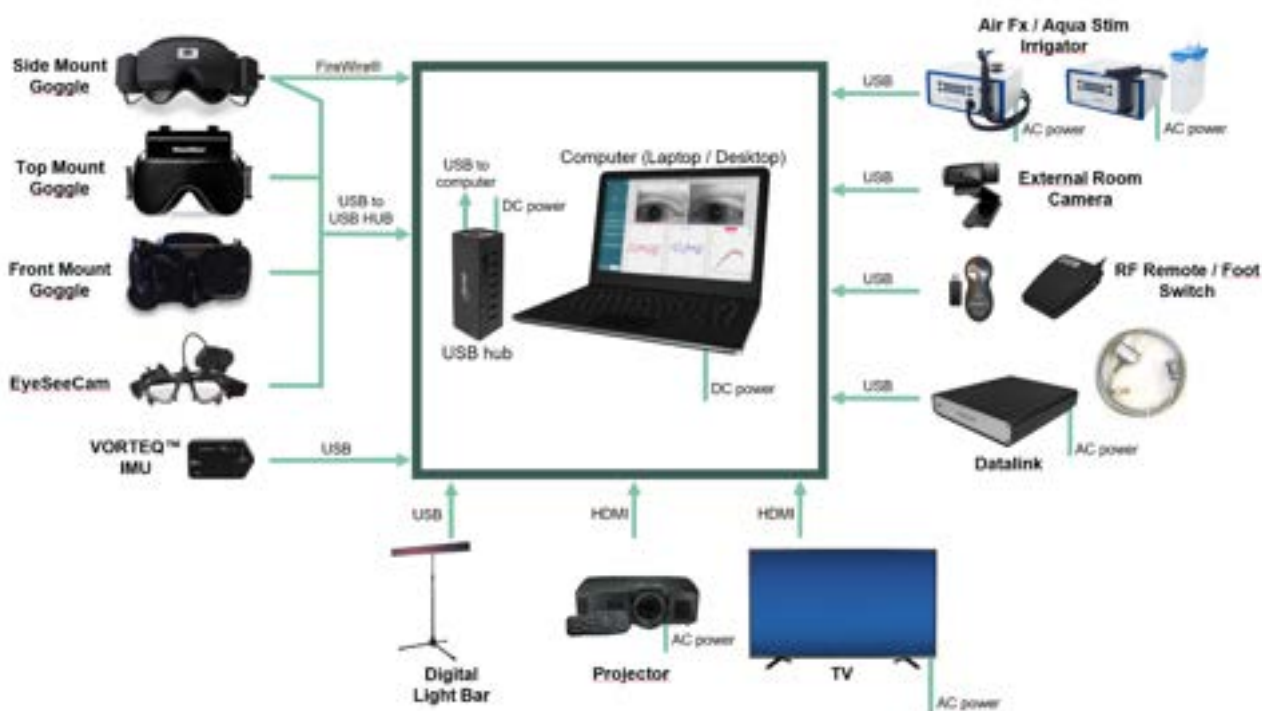 Air Fx / Aqua Stim
Irrigator
Side Mount
Goggle
FireWire®
USB
AC power
AC power
Top Mount
Goggle
USB to
computer
DC power
Computer (Laptop / Desktop)
USB
External Room
Camera
USB to
USB HUB
Front Mount
Goggle
USB
RF Remote / Foot
Switch
USB hub
EyeSeeCam
DC power
USB
VORTEQ™
IMU
USB
AC power
Datalink
USB
HDMI
HDMI
AC power
Digital
Light Bar
Projector
TV
AC power